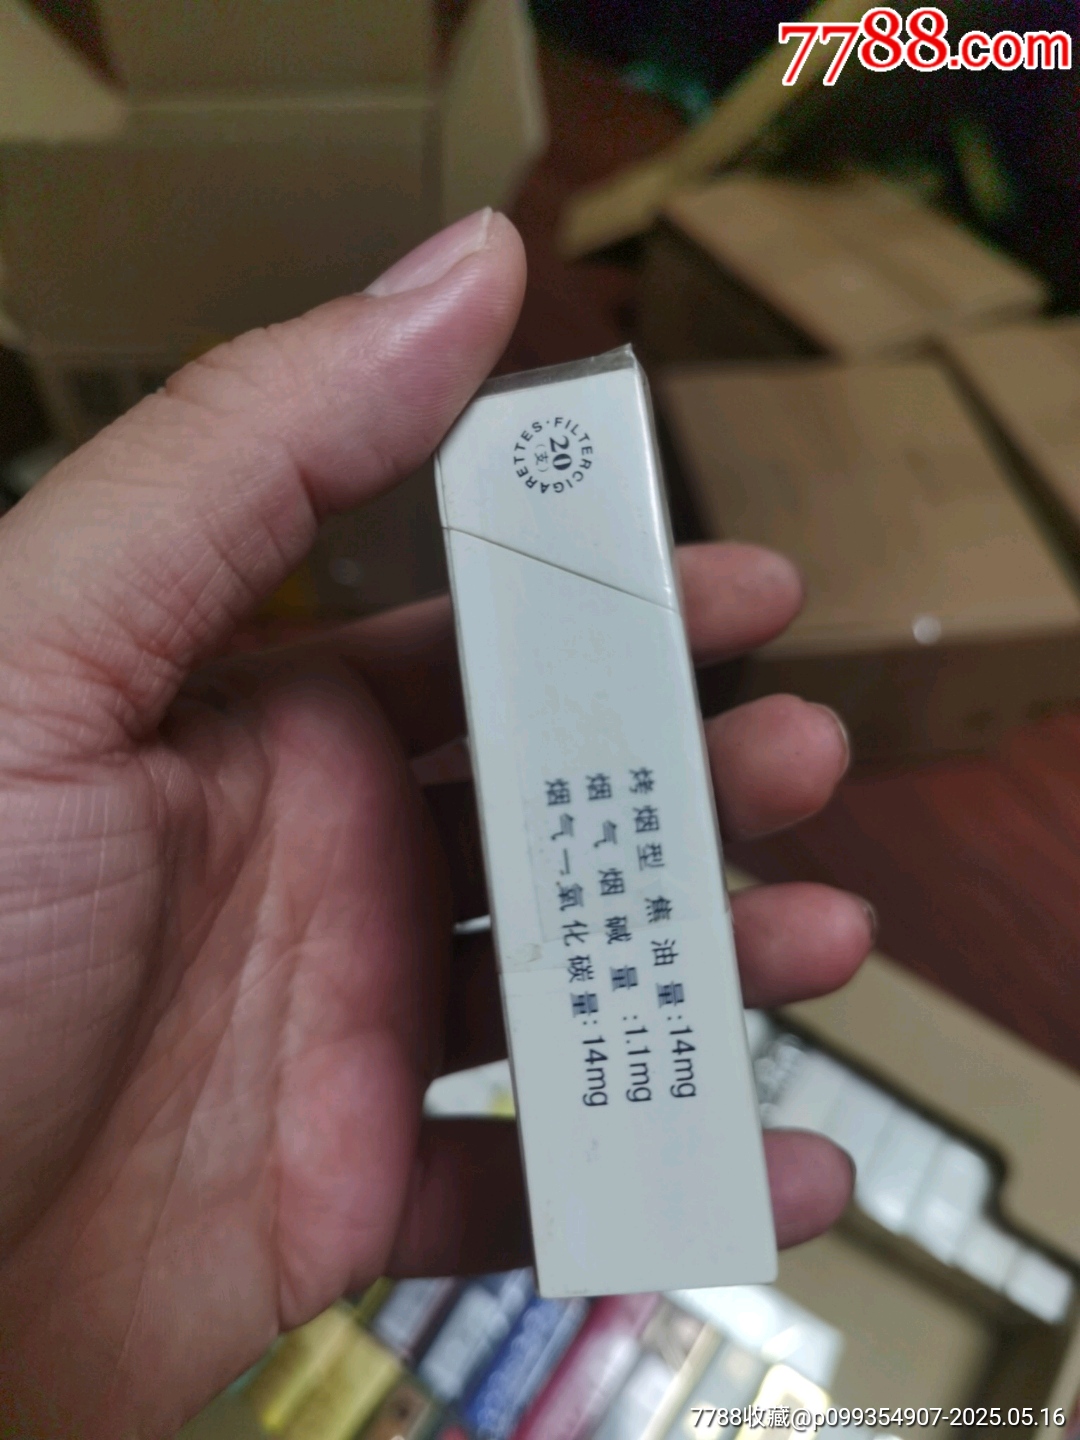 7788.com
FILTER CIGARETTES
20
(支)
烤烟型 焦油量:14mg
烟气烟碱量:1.1mg
烟气一氧化碳量:14mg
7788收藏@p099354907-2025.05.16